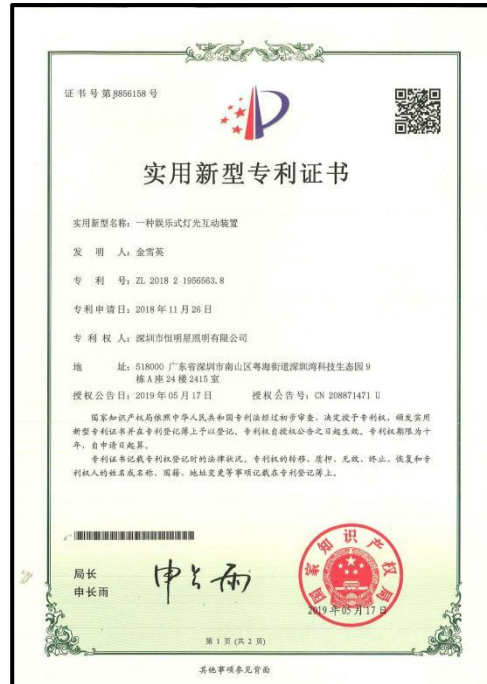 证书号第8856158号
实用新型专利证书
实用新型名称：一种娱乐式灯光互动装置
发 明 人：金雪英
专 利 号：ZL 2018 2 1956563.8
专利申请日：2018年11月26日
专 利 权 人：深圳市恒明星照明有限公司
地 址：518000 广东省深圳市南山区粤海街道深圳湾科技生态园9
栋A座24楼2415室
授权公告日：2019年05月17日 授权公告号：CN 208871471 U
国家知识产权局依照中华人民共和国专利法经过初步审查，决定授予专利权，颁发实用
新型专利证书并在专利登记簿上予以登记。专利权自授权公告之日起生效。专利权期限为十
年，自申请日起算。
专利证书记载专利权登记时的法律状况。专利权的转移、质押、无效、终止、恢复和专
利权人的姓名或名称、国籍、地址变更等事项记载在专利登记簿上。
局长
申长雨
申长雨
国家知识产权局
2019年05月17日
第 1 页 (共 2 页)
其他事项参见背面